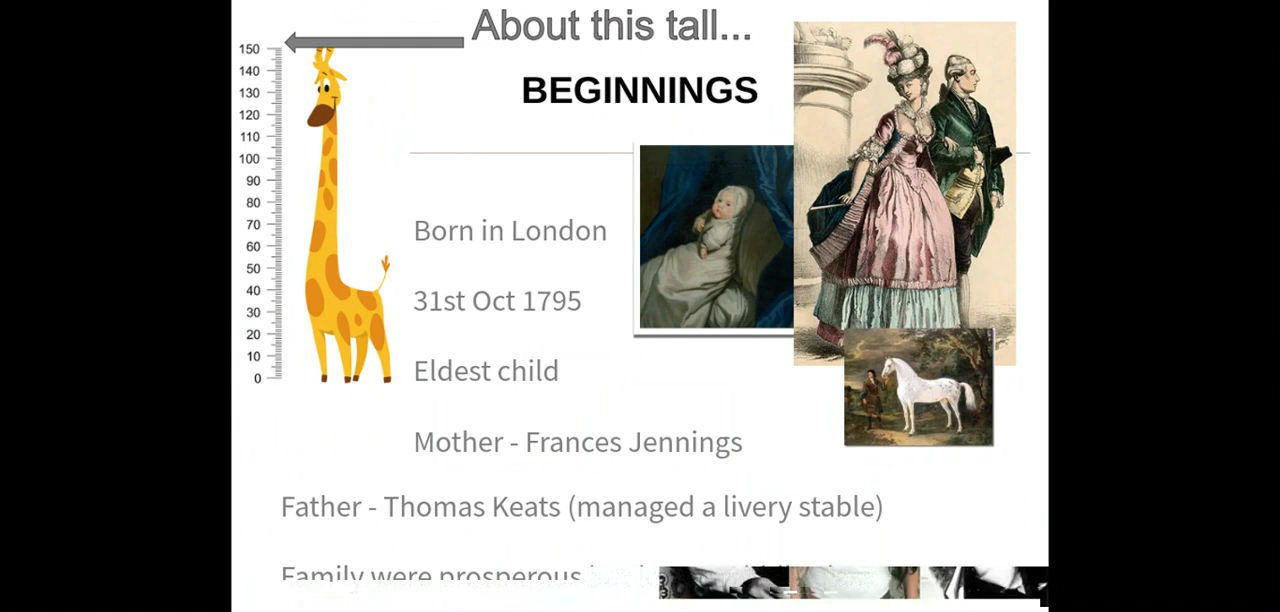 About this tall...
BEGINNINGS
150
140
130
120
110
100
90
80
70
60
50
40
30
20
10
0
Born in London
31st Oct 1795
Eldest child
Mother - Frances Jennings
Father - Thomas Keats (managed a livery stable)
Family were prosperous